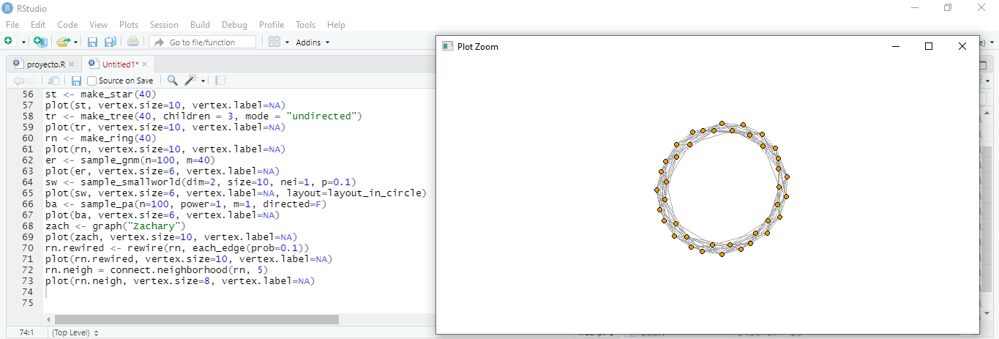 RStudio
File Edit Code View Plots Session Build Debug Profile Tools Help
Go to file/function
Addins
Plot Zoom
proyecto.R
Untitled1*
Source on Save
56 st <- make_star(40)
57 plot(st, vertex.size=10, vertex.label=NA)
58 tr <- make_tree(40, children = 3, mode = "undirected")
59 plot(tr, vertex.size=10, vertex.label=NA)
60 rn <- make_ring(40)
61 plot(rn, vertex.size=10, vertex.label=NA)
62 er <- sample_gnm(n=100, m=40)
63 plot(er, vertex.size=6, vertex.label=NA)
64 sw <- sample_smallworld(dim=2, size=10, nei=1, p=0.1)
65 plot(sw, vertex.size=6, vertex.label=NA, layout=layout_in_circle)
66 ba <- sample_pa(n=100, power=1, m=1, directed=F)
67 plot(ba, vertex.size=6, vertex.label=NA)
68 zach <- graph("Zachary")
69 plot(zach, vertex.size=10, vertex.label=NA)
70 rn.rewired <- rewire(rn, each_edge(prob=0.1))
71 plot(rn.rewired, vertex.size=10, vertex.label=NA)
72 rn.neigh = connect.neighborhood(rn, 5)
73 plot(rn.neigh, vertex.size=8, vertex.label=NA)
74
75
74:1 (Top Level)